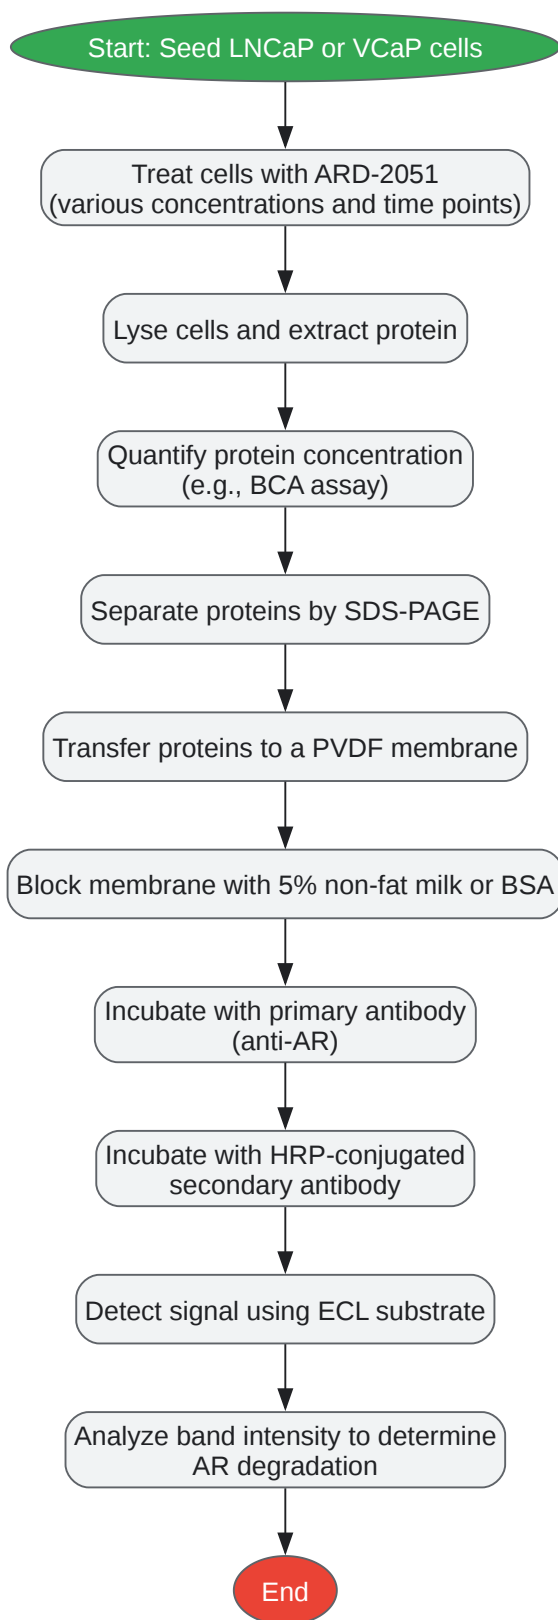 Start: Seed LNCaP or VCaP cells
Treat cells with ARD-2051
(various concentrations and time points)
Lyse cells and extract protein
Quantify protein concentration
(e.g., BCA assay)
Separate proteins by SDS-PAGE
Transfer proteins to a PVDF membrane
Block membrane with 5% non-fat milk or BSA
Incubate with primary antibody
(anti-AR)
Incubate with HRP-conjugated
secondary antibody
Detect signal using ECL substrate
Analyze band intensity to determine
AR degradation
End